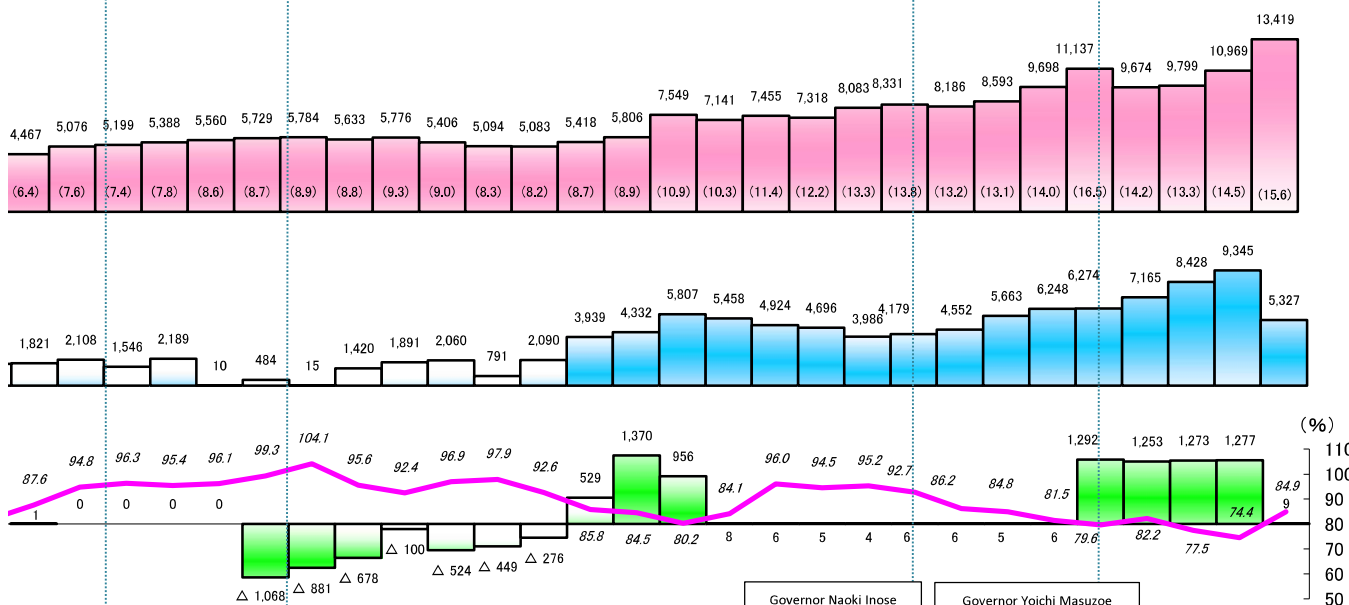 13,419
11,137
10,969
9,698 9,674 9,799
8,083 8,331 8,186 8,593
7,549 7,141 7,455 7,318
4,467 5,076 5,199 5,388 5,560 5,729 5,784 5,633 5,776 5,406 5,094 5,083 5,418 5,806
(6.4) (7.6) (7.4) (7.8) (8.6) (8.7) (8.9) (8.8) (9.3) (9.0) (8.3) (8.2) (8.7) (8.9) (10.9) (10.3) (11.4) (12.2) (13.3) (13.8) (13.2) (13.1) (14.0) (16.5) (14.2) (13.3) (14.5) (15.6)
1,821 2,108 1,546 2,189 10 484 15 1,420 1,891 2,060 791 2,090 3,939 4,332 5,807 5,458 4,924 4,696 3,986 4,179 4,552 5,663 6,248 6,274 7,165 8,428 9,345 5,327
(%)
87.6 94.8 96.3 95.4 96.1 99.3 104.1 95.6 92.4 96.9 97.9 92.6 529 1,370 956 84.1 96.0 94.5 95.2 92.7 86.2 84.8 81.5 1,292 1,253 1,273 1,277 84.9
1 0 0 0 0 85.8 84.5 80.2 8 6 5 4 6 6 5 6 79.6 82.2 77.5 74.4 9
△ 1,068 △ 881 △ 678 △ 100 △ 524 △ 449 △ 276
110
100
90
80
70
60
50
Governor Naoki Inose
Governor Yoichi Masuzoe